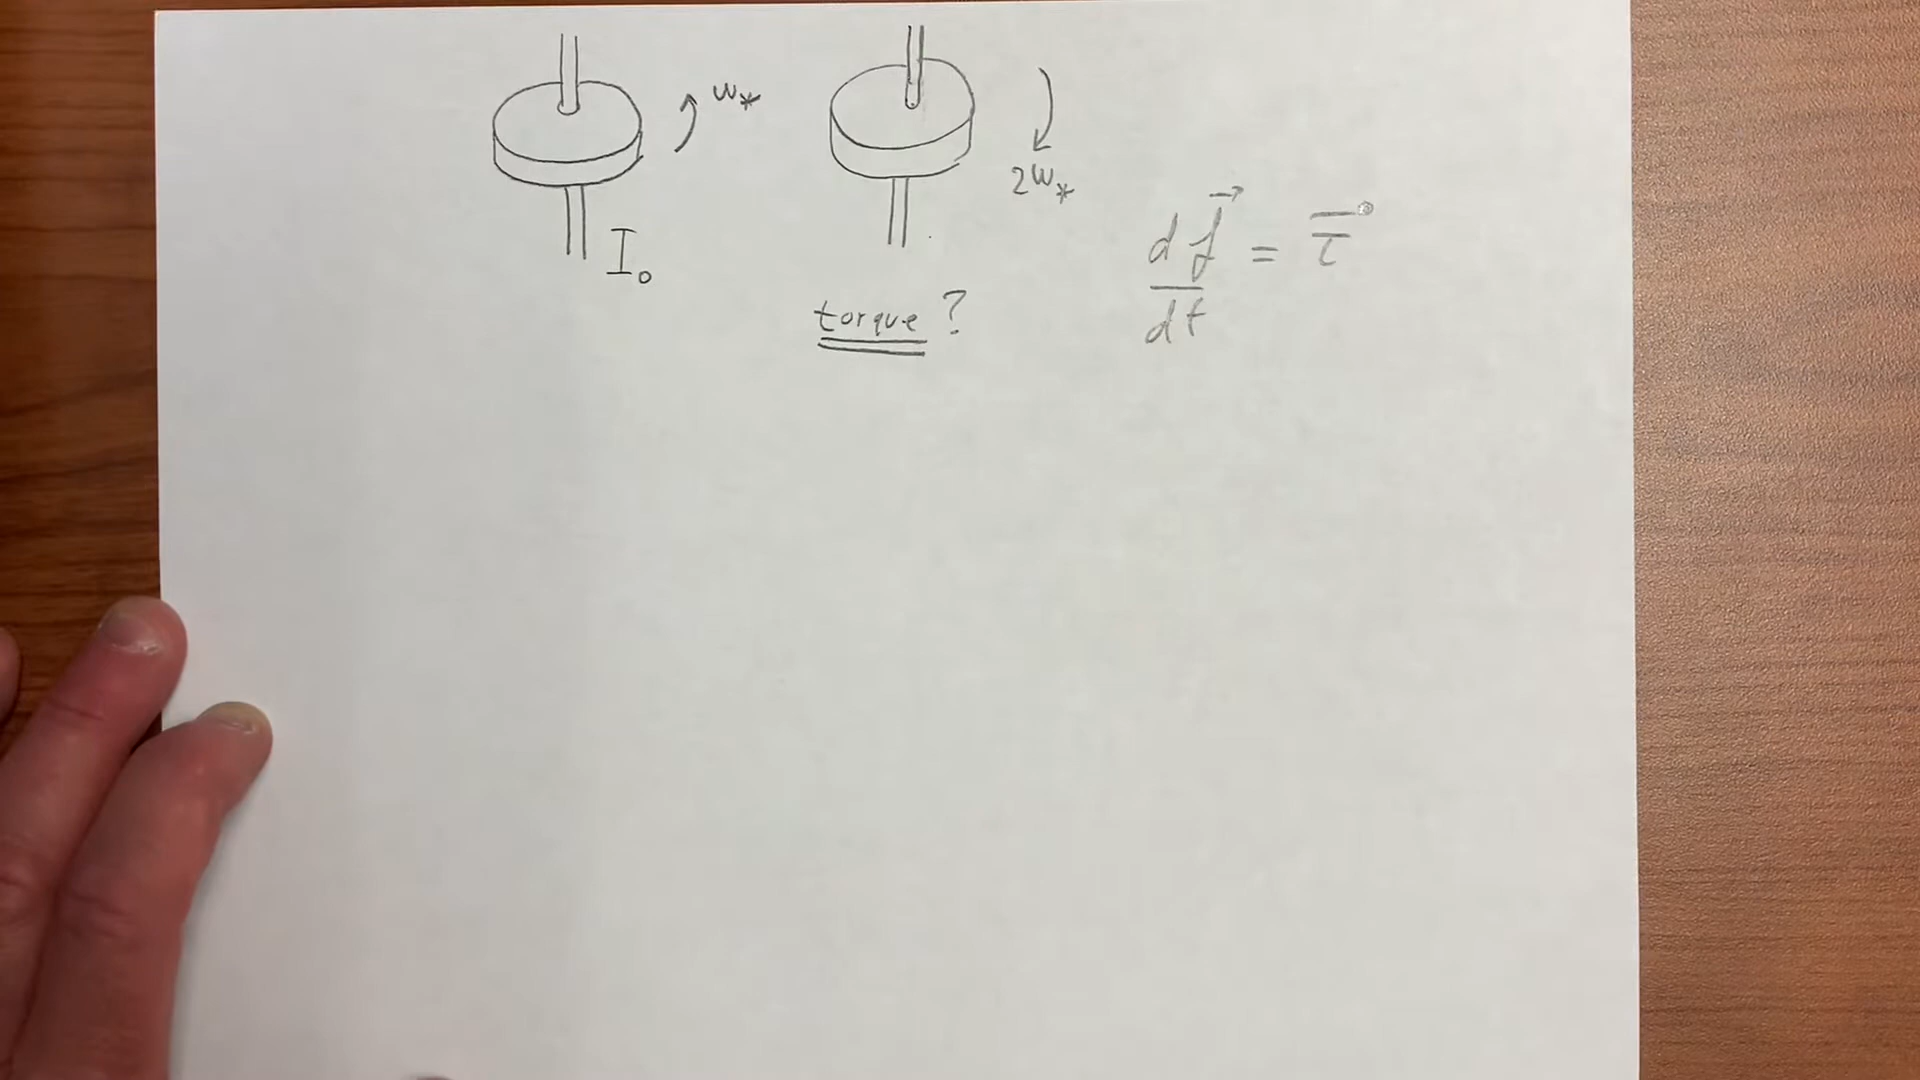 ω*
2ω*
I₀
torque ?
dJ⃗/dt = τ⃗